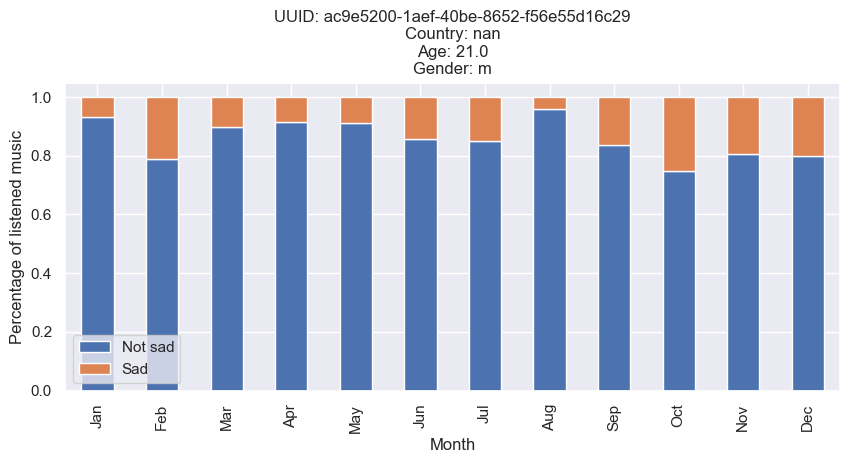 UUID: ac9e5200-1aef-40be-8652-f56e55d16c29
Country: nan
Age: 21.0
Gender: m
Percentage of listened music
1.0
0.8
0.6
0.4
0.2
0.0
Not sad
Sad
Jan Feb Mar Apr May Jun Jul Aug Sep Oct Nov Dec
Month